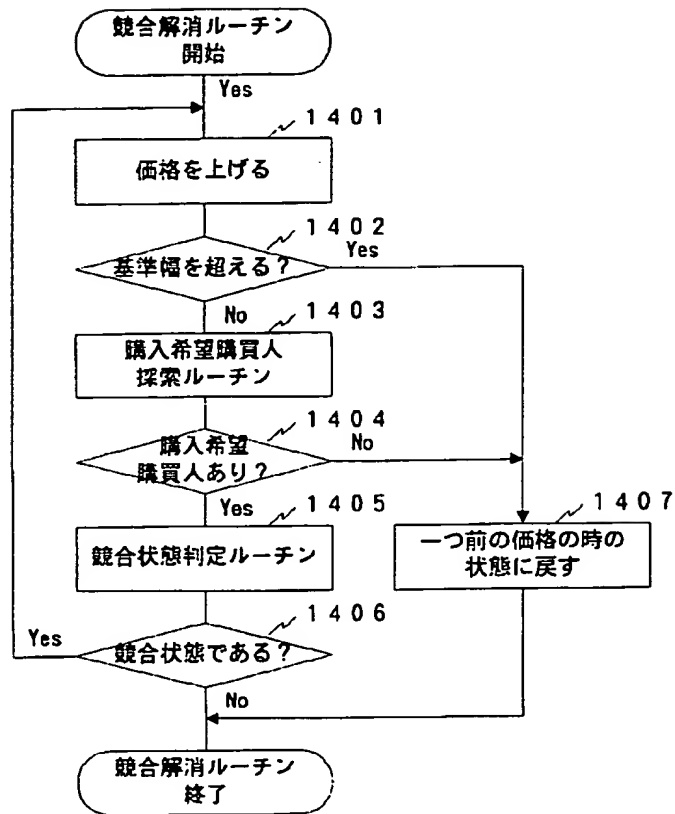 競合解消ルーチン
開始
Yes
1401
価格を上げる
1402
基準幅を超える?
Yes
No
1403
購入希望購買人
探索ルーチン
1404
購入希望
購買人あり?
No
Yes
1405
競合状態判定ルーチン
1407
一つ前の価格の時の
状態に戻す
1406
競合状態である?
Yes
No
競合解消ルーチン
終了